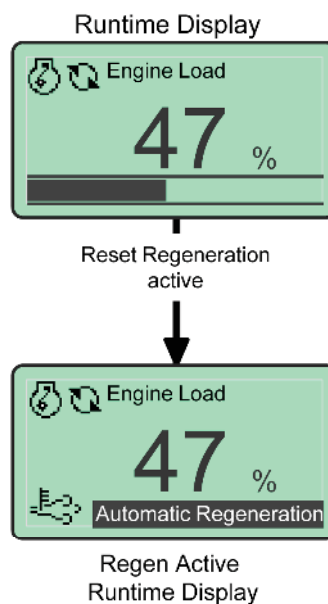 Runtime Display
Engine Load
47 %
Reset Regeneration
active
Engine Load
47 %
Automatic Regeneration
Regen Active
Runtime Display